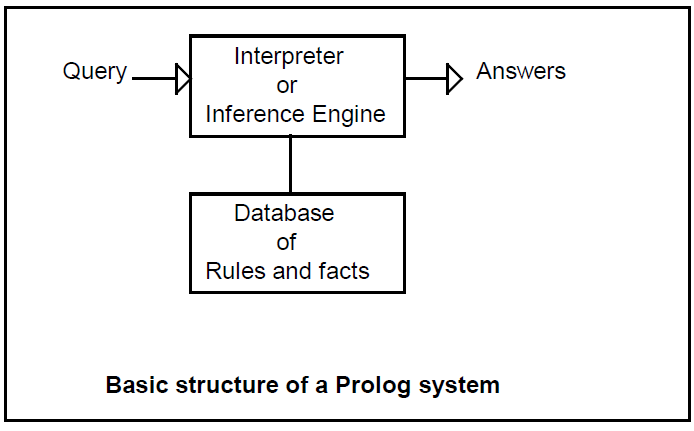 Query
Interpreter
or
Inference Engine
Answers
Database
of
Rules and facts
Basic structure of a Prolog system